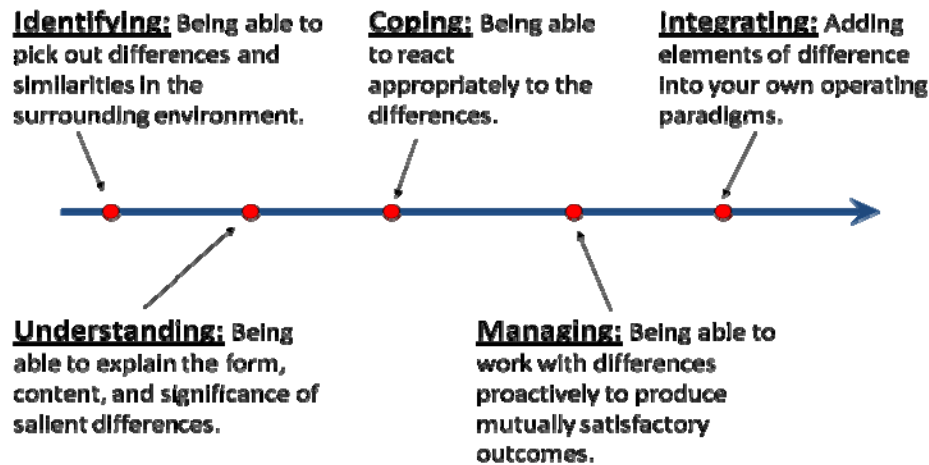 Identifying: Being able to
pick out differences and
similarities in the
surrounding environment.
Coping: Being able
to react
appropriately to the
differences.
Integrating: Adding
elements of difference
into your own operating
paradigms.
Understanding: Being
able to explain the form,
content, and significance of
salient differences.
Managing: Being able to
work with differences
proactively to produce
mutually satisfactory
outcomes.